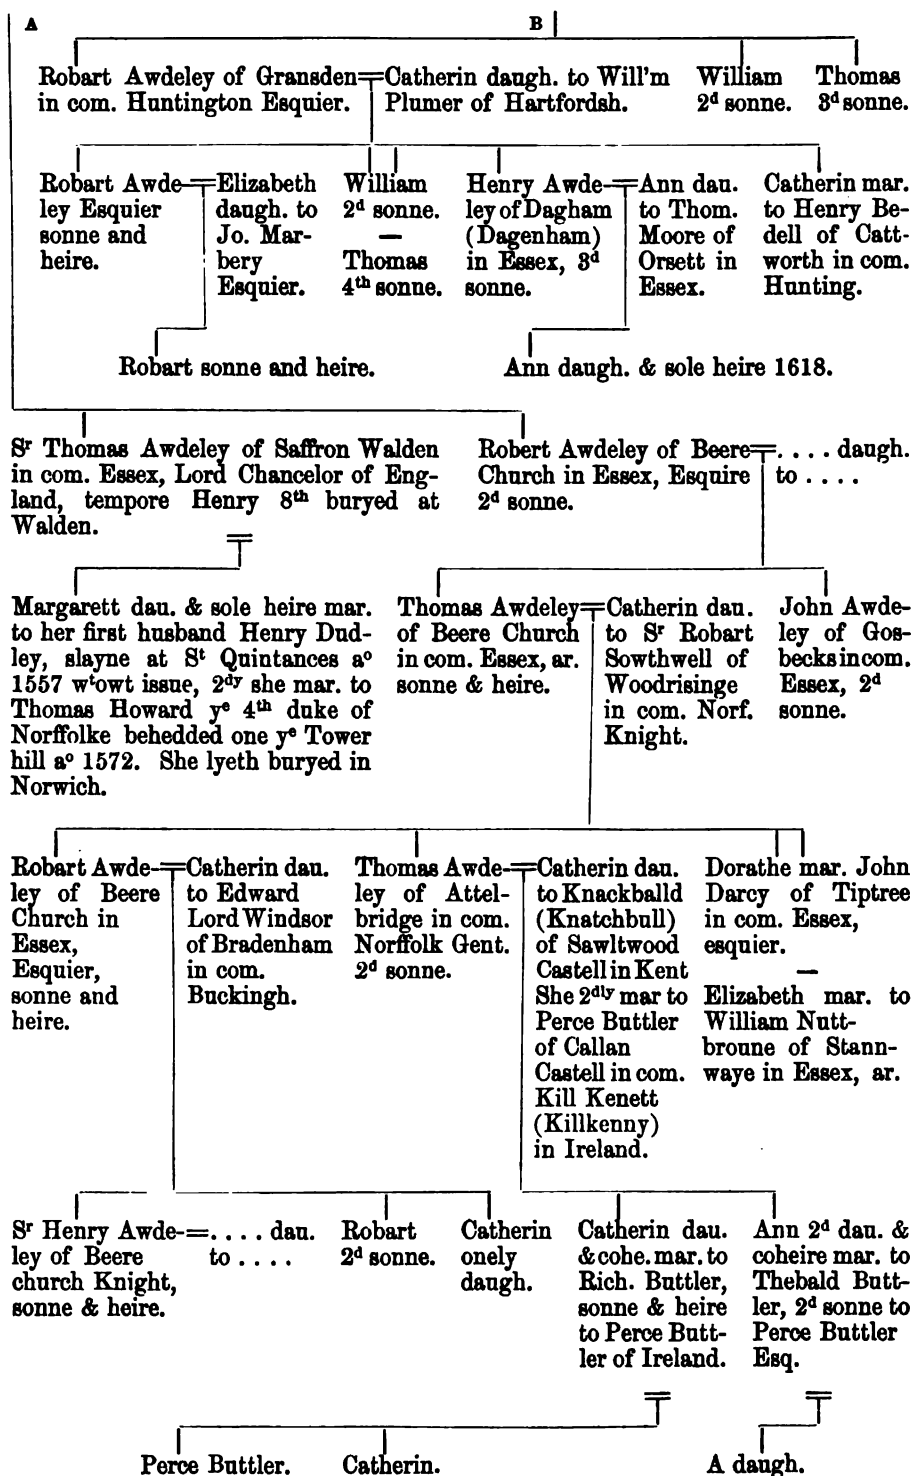 A
B
Robart Awdeley of Gransden
in com. Huntington Esquier.
Catherin daugh. to Will'm
Plumer of Hartfordsh.
William
2d sonne.
Thomas
3d sonne.
Robart Awde-
ley Esquier
sonne and
heire.
Elizabeth
daugh. to
Jo. Mar-
bery
Esquier.
William
2d sonne.
—
Thomas
4th sonne.
Henry Awde-
ley of Dagham
(Dagenham)
in Essex, 3d
sonne.
Ann dau.
to Thom.
Moore of
Orsett in
Essex.
Catherin mar.
to Henry Be-
dell of Catt-
worth in com.
Hunting.
Robart sonne and heire.
Ann daugh. & sole heire 1618.
Sr Thomas Awdeley of Saffron Walden
in com. Essex, Lord Chancelor of Eng-
land, tempore Henry 8th buryed at
Walden.
Robert Awdeley of Beere
Church in Essex, Esquire
2d sonne.
. . . . daugh.
to . . . .
Margarett dau. & sole heire mar.
to her first husband Henry Dud-
ley, slayne at St Quintances ao
1557 wtowt issue, 2dy she mar. to
Thomas Howard ye 4th duke of
Norffolke behedded one ye Tower
hill ao 1572. She lyeth buryed in
Norwich.
Thomas Awdeley
of Beere Church
in com. Essex, ar.
sonne & heire.
Catherin dau.
to Sr Robart
Sowthwell of
Woodrisinge
in com. Norf.
Knight.
John Awde-
ley of Gos-
becks in com.
Essex, 2d
sonne.
Robart Awde-
ley of Beere
Church in
Essex,
Esquier,
sonne and
heire.
Catherin dau.
to Edward
Lord Windsor
of Bradenham
in com.
Buckingh.
Thomas Awde-
ley of Attel-
bridge in com.
Norffolk Gent.
2d sonne.
Catherin dau.
to Knackballd
(Knatchbull)
of Sawltwood
Castell in Kent
She 2dly mar to
Perce Buttler
of Callan
Castell in com.
Kill Kenett
(Killkenny)
in Ireland.
Dorathe mar. John
Darcy of Tiptree
in com. Essex,
esquier.
—
Elizabeth mar. to
William Nutt-
broune of Stann-
waye in Essex, ar.
Sr Henry Awde-
ley of Beere
church Knight,
sonne & heire.
. . . . dau.
to . . . .
Robart
2d sonne.
Catherin
onely
daugh.
Catherin dau.
& cohe. mar. to
Rich. Buttler,
sonne & heire
to Perce Butt-
ler of Ireland.
Ann 2d dau. &
coheire mar. to
Thebald Butt-
ler, 2d sonne to
Perce Buttler
Esq.
Perce Buttler.
Catherin.
A daugh.